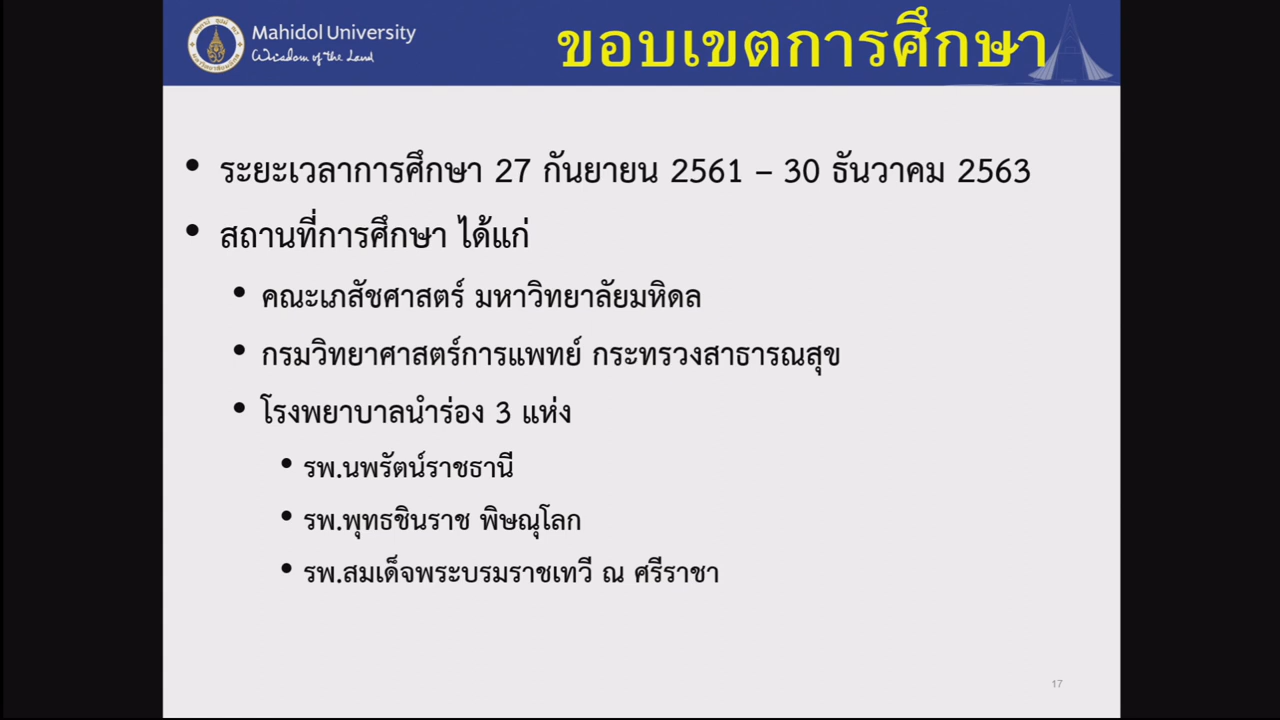 Mahidol University
Wisdom of the Land
ขอบเขตการศึกษา
• ระยะเวลาการศึกษา 27 กันยายน 2561 – 30 ธันวาคม 2563
• สถานที่การศึกษา ได้แก่
• คณะเภสัชศาสตร์ มหาวิทยาลัยมหิดล
• กรมวิทยาศาสตร์การแพทย์ กระทรวงสาธารณสุข
• โรงพยาบาลนำร่อง 3 แห่ง
• รพ.นพรัตน์ราชธานี
• รพ.พุทธชินราช พิษณุโลก
• รพ.สมเด็จพระบรมราชเทวี ณ ศรีราชา
17